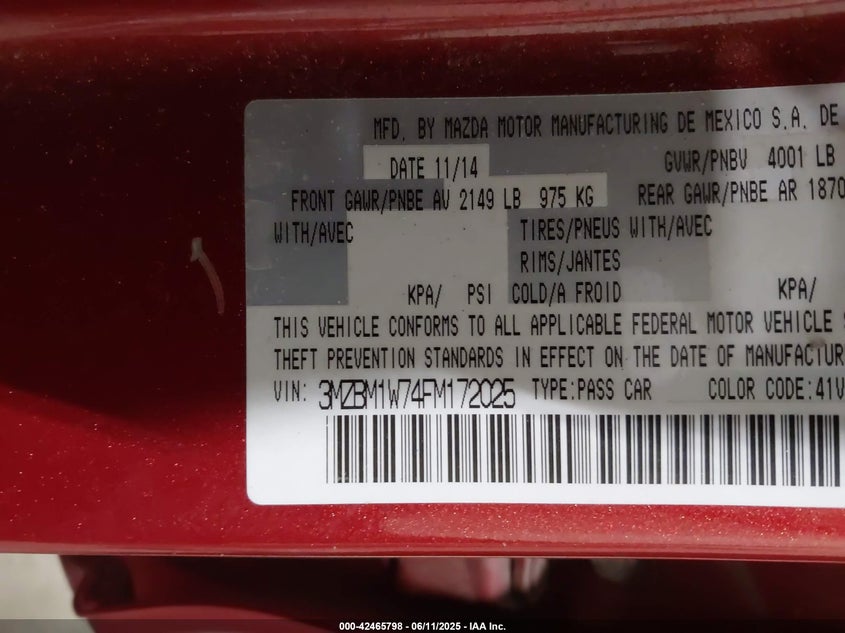 MFD. BY MAZDA MOTOR MANUFACTURING DE MEXICO S.A. DE
DATE 11/14 GVWR/PNBV 4001 LB
FRONT GAWR/PNBE AV 2149 LB 975 KG REAR GAWR/PNBE AR 1870
WITH/AVEC TIRES/PNEUS WITH/AVEC
RIMS/JANTES
KPA/ PSI COLD/A FROID KPA/
THIS VEHICLE CONFORMS TO ALL APPLICABLE FEDERAL MOTOR VEHICLE
THEFT PREVENTION STANDARDS IN EFFECT ON THE DATE OF MANUFACTUR
VIN: 3MZBM1W74FM172025 TYPE:PASS CAR COLOR CODE:41V
000-42465798 - 06/11/2025 - IAA Inc.